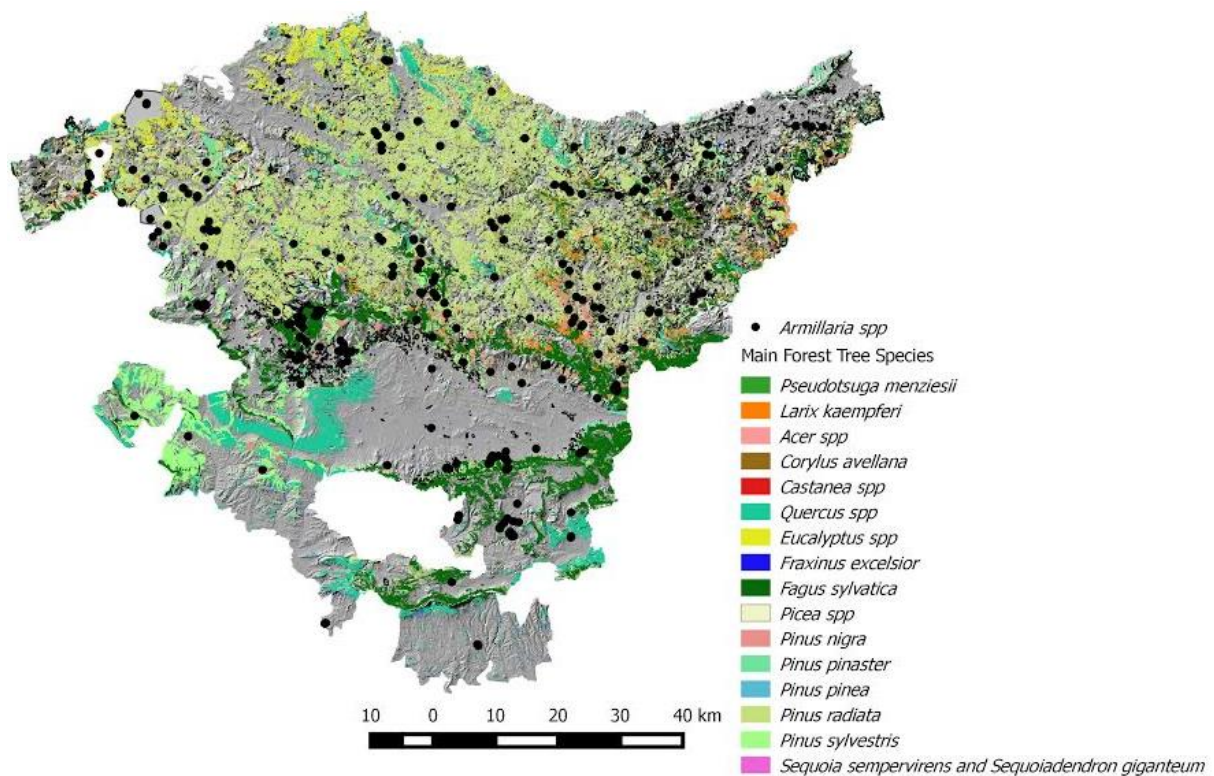 Armillaria spp
Main Forest Tree Species
Pseudotsuga menziesii
Larix kaempferi
Acer spp
Corylus avellana
Castanea spp
Quercus spp
Eucalyptus spp
Fraxinus excelsior
Fagus sylvatica
Picea spp
Pinus nigra
Pinus pinaster
Pinus pinea
Pinus radiata
Pinus sylvestris
Sequoia sempervirens and Sequoiadendron giganteum
10 0 10 20 30 40 km